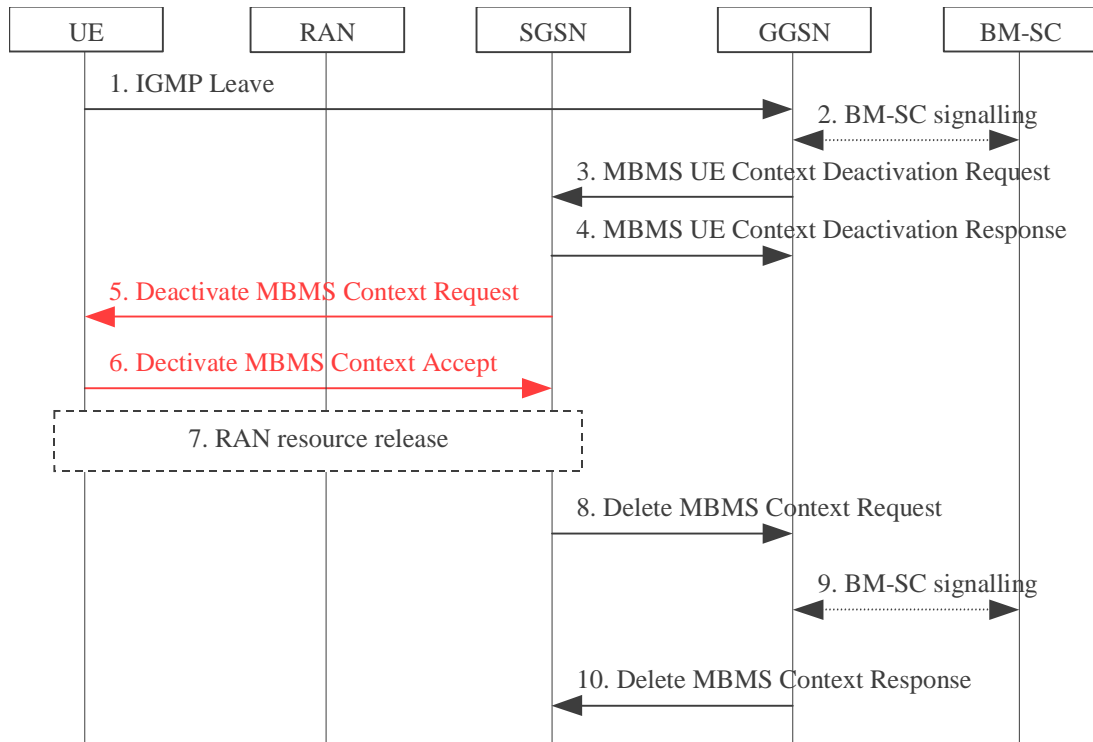 UE
RAN
SGSN
GGSN
BM-SC
1. IGMP Leave
2. BM-SC signalling
3. MBMS UE Context Deactivation Request
4. MBMS UE Context Deactivation Response
5. Deactivate MBMS Context Request
6. Dectivate MBMS Context Accept
7. RAN resource release
8. Delete MBMS Context Request
9. BM-SC signalling
10. Delete MBMS Context Response